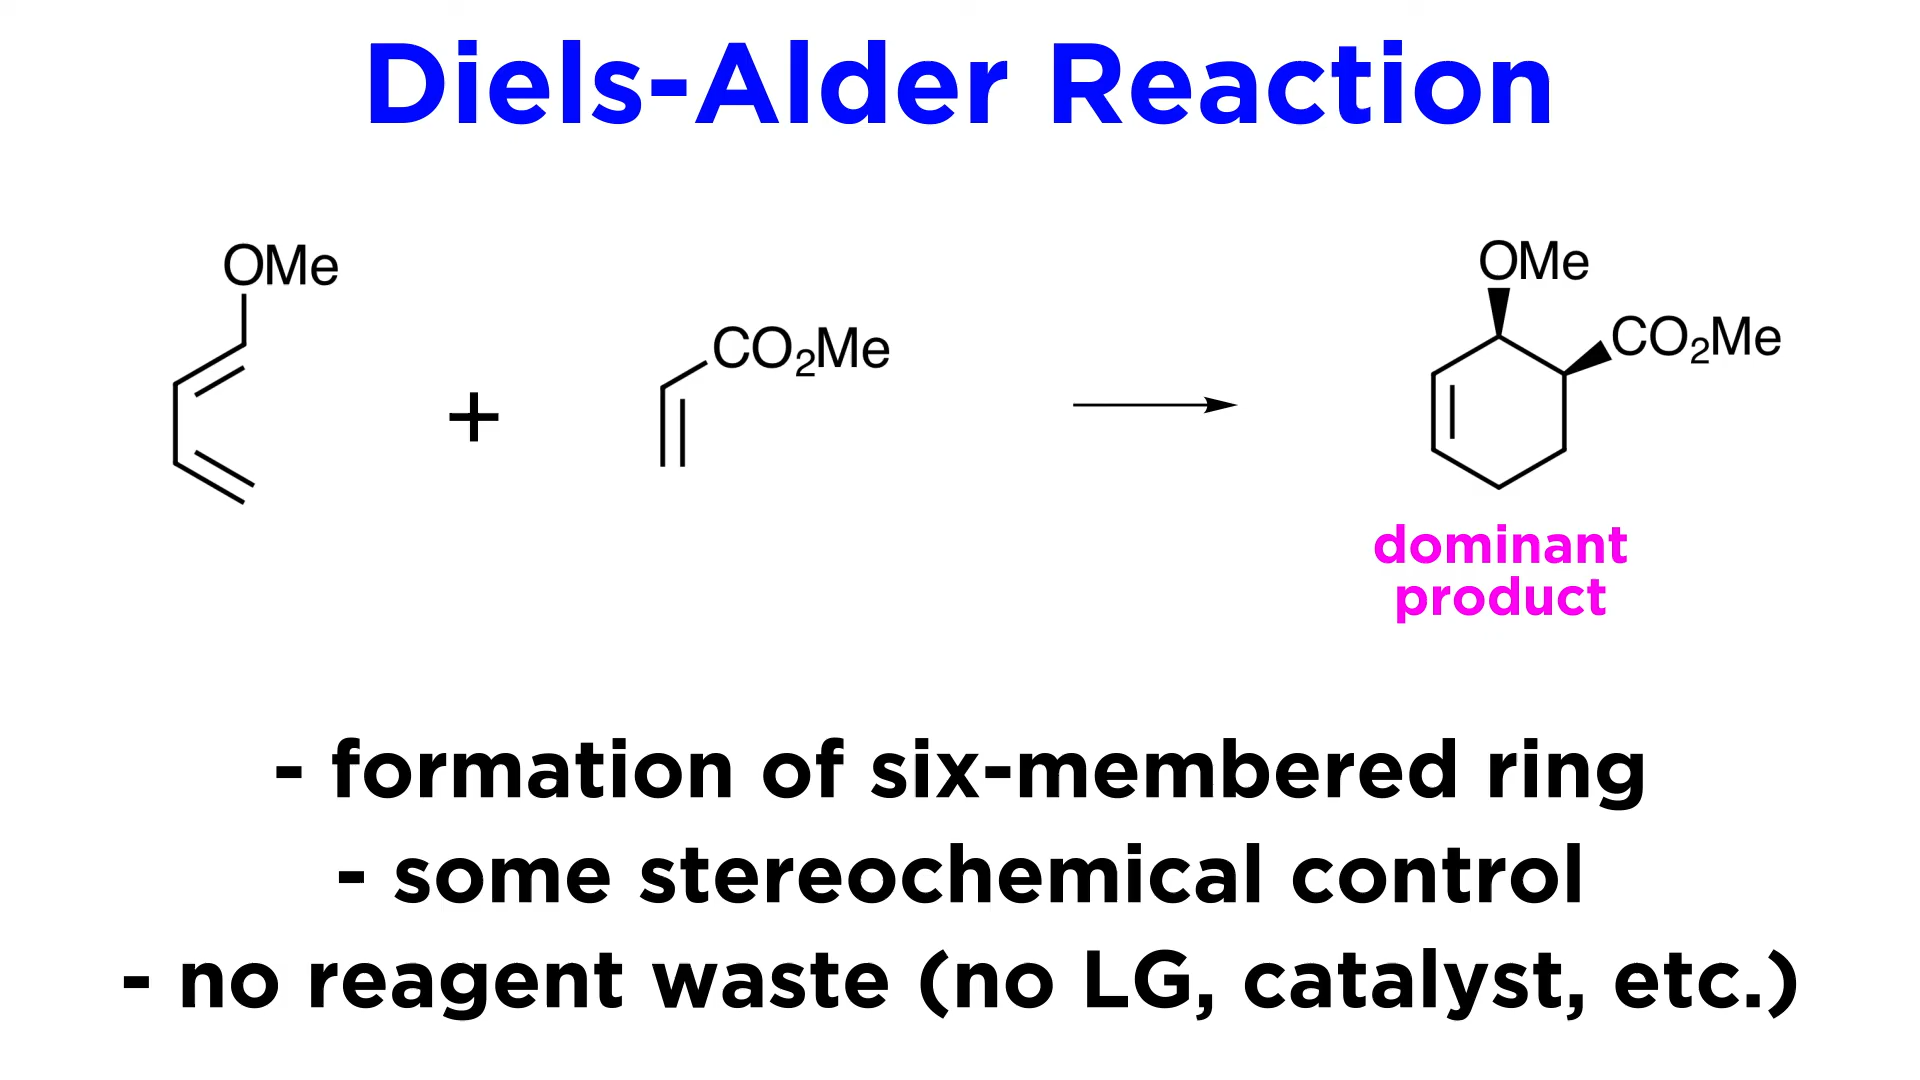 Diels-Alder Reaction
OMe
CO₂Me
+
OMe
CO₂Me
dominant
product
- formation of six-membered ring
- some stereochemical control
- no reagent waste (no LG, catalyst, etc.)